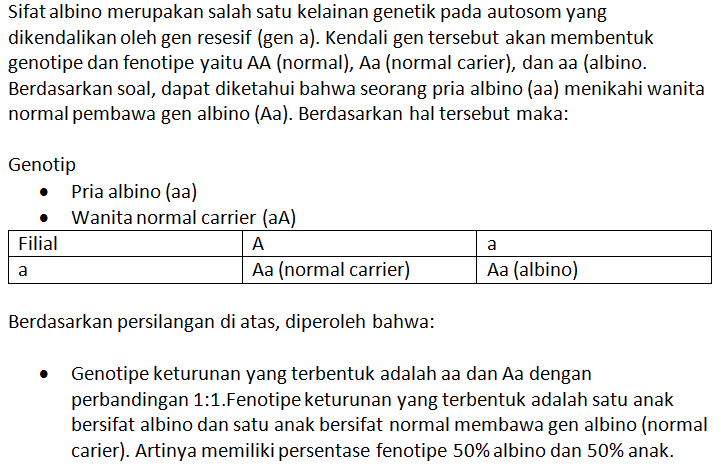 Sifat albino merupakan salah satu kelainan genetik pada autosom yang
dikendalikan oleh gen resesif (gen a). Kendali gen tersebut akan membentuk
genotipe dan fenotipe yaitu AA (normal), Aa (normal carier), dan aa (albino.
Berdasarkan soal, dapat diketahui bahwa seorang pria albino (aa) menikahi wanita
normal pembawa gen albino (Aa). Berdasarkan hal tersebut maka:
Genotip
• Pria albino (aa)
• Wanita normal carrier (aA)
Filial A a
a Aa (normal carrier) Aa (albino)
Berdasarkan persilangan di atas, diperoleh bahwa:
• Genotipe keturunan yang terbentuk adalah aa dan Aa dengan
perbandingan 1:1.Fenotipe keturunan yang terbentuk adalah satu anak
bersifat albino dan satu anak bersifat normal membawa gen albino (normal
carier). Artinya memiliki persentase fenotipe 50% albino dan 50% anak.